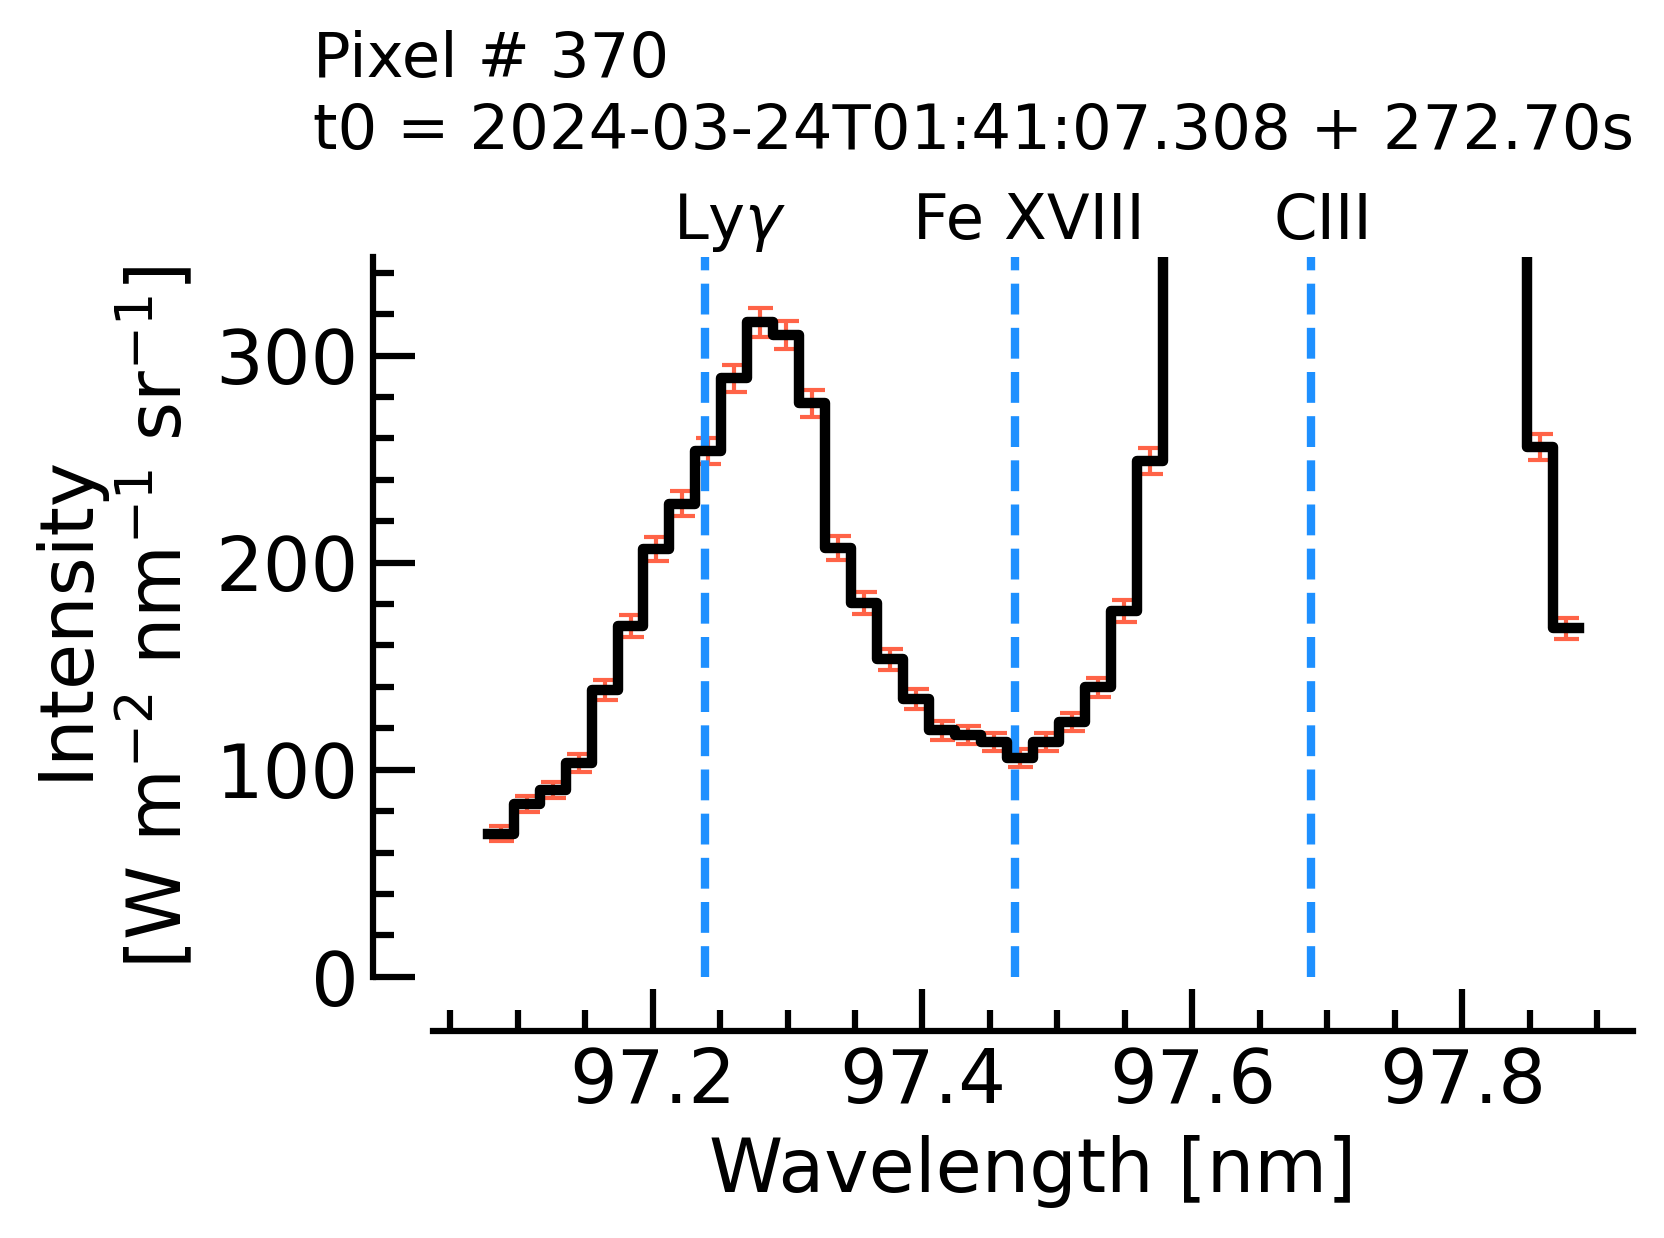 Pixel # 370
t0 = 2024-03-24T01:41:07.308 + 272.70s
Lyγ Fe XVIII CIII
Intensity
[W m⁻² nm⁻¹ sr⁻¹]
300
200
100
0
97.2 97.4 97.6 97.8
Wavelength [nm]